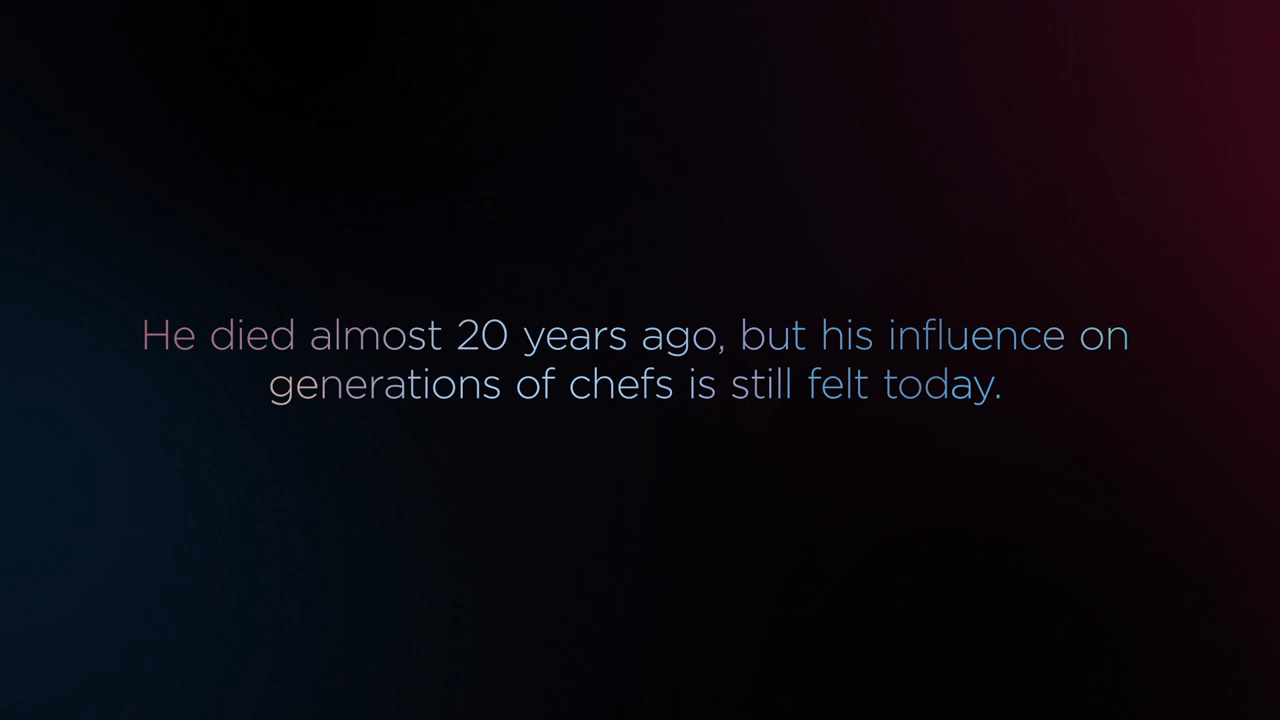 He died almost 20 years ago, but his influence on
generations of chefs is still felt today.